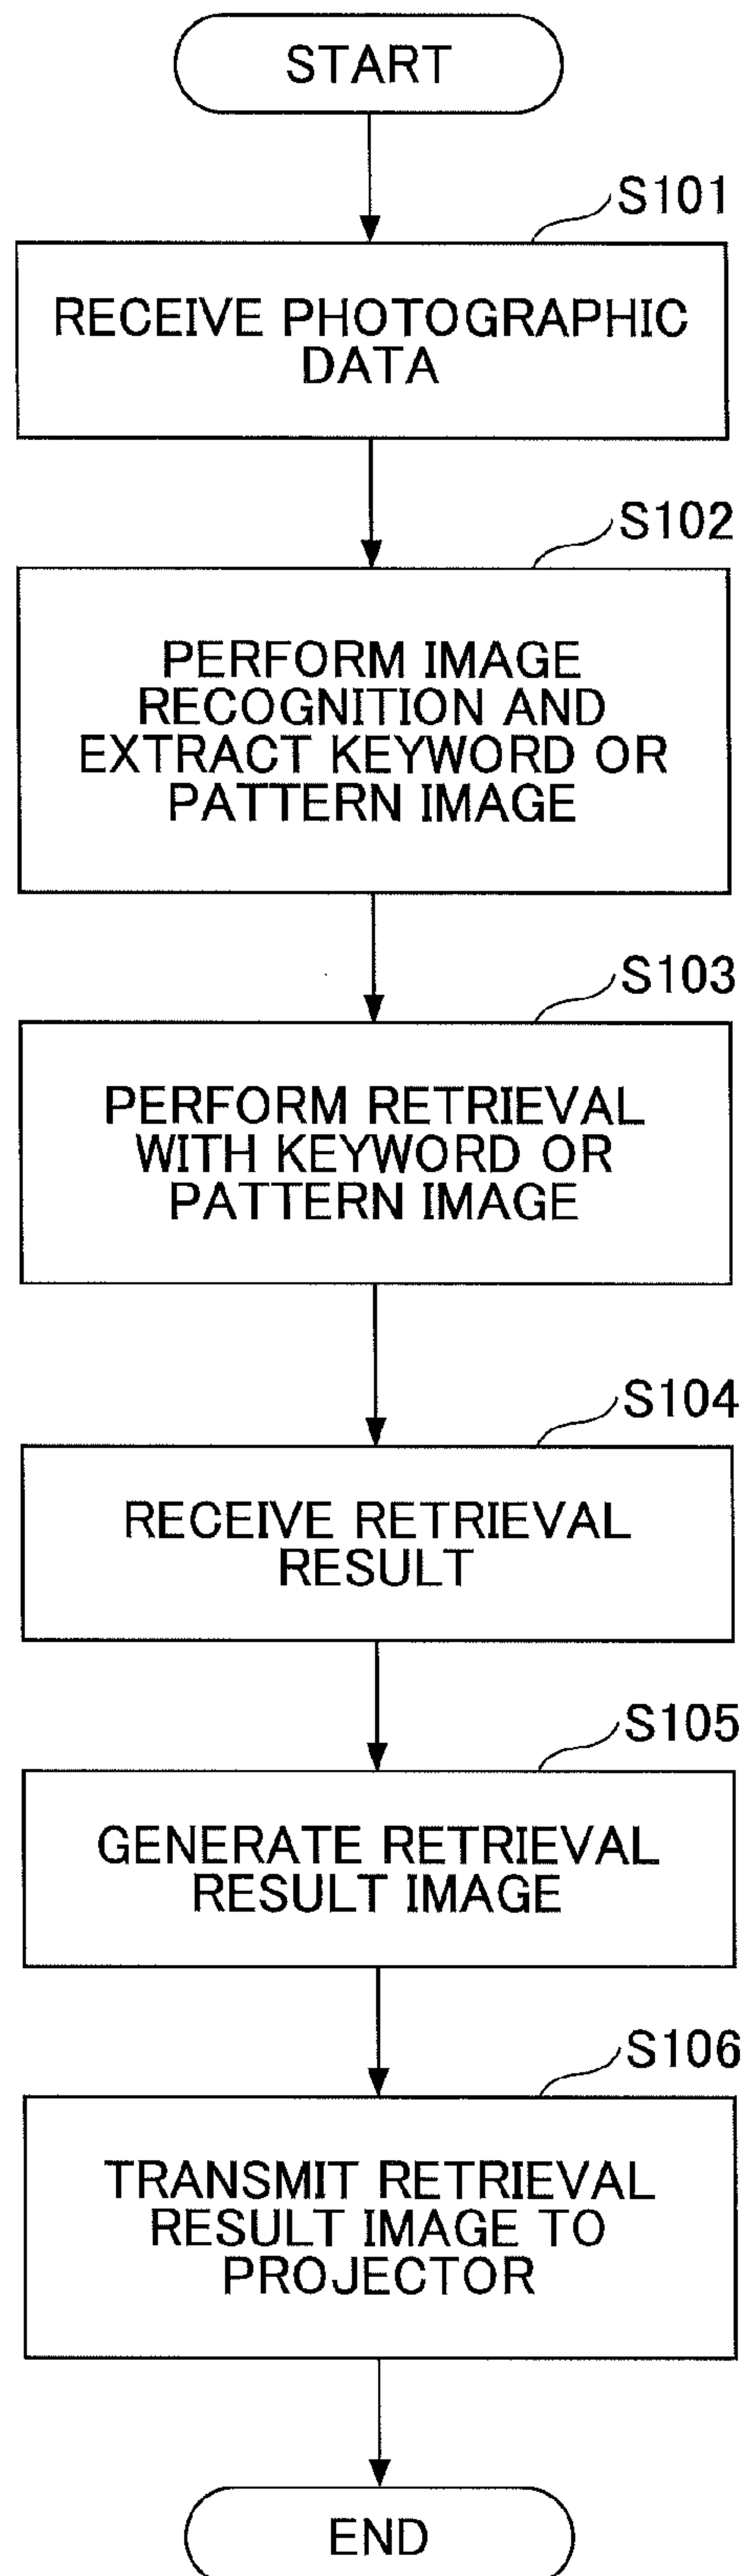 START
S101
RECEIVE PHOTOGRAPHIC
DATA
S102
PERFORM IMAGE
RECOGNITION AND
EXTRACT KEYWORD OR
PATTERN IMAGE
S103
PERFORM RETRIEVAL
WITH KEYWORD OR
PATTERN IMAGE
S104
RECEIVE RETRIEVAL
RESULT
S105
GENERATE RETRIEVAL
RESULT IMAGE
S106
TRANSMIT RETRIEVAL
RESULT IMAGE TO
PROJECTOR
END